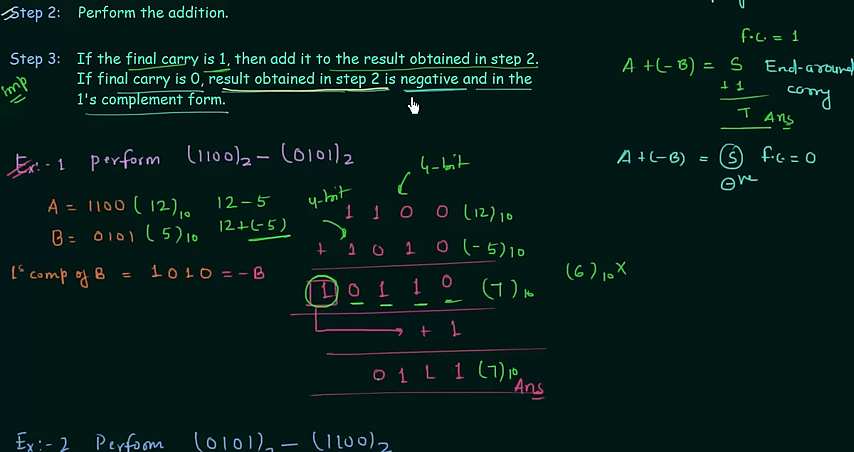 Step 2: Perform the addition.
Step 3: If the final carry is 1, then add it to the result obtained in step 2.
If final carry is 0, result obtained in step 2 is negative and in the
1's complement form.
imp
f.c. = 1
A + (-B) = S End-around
+ 1 carry
T Ans
A + (-B) = S f.c = 0
-ve
Ex:- 1 perform (1100)2 - (0101)2
A = 1100 (12)10 12 - 5
B = 0101 (5)10 12+(-5)
1's comp of B = 1010 = -B
4-bit
4-bit
1 1 0 0 (12)10
+ 1 0 1 0 (-5)10
1 0 1 1 0 (7)10 (6)10 x
+ 1
0 1 1 1 (7)10
Ans
Ex:- 2 Perform (0101)2 - (1100)2